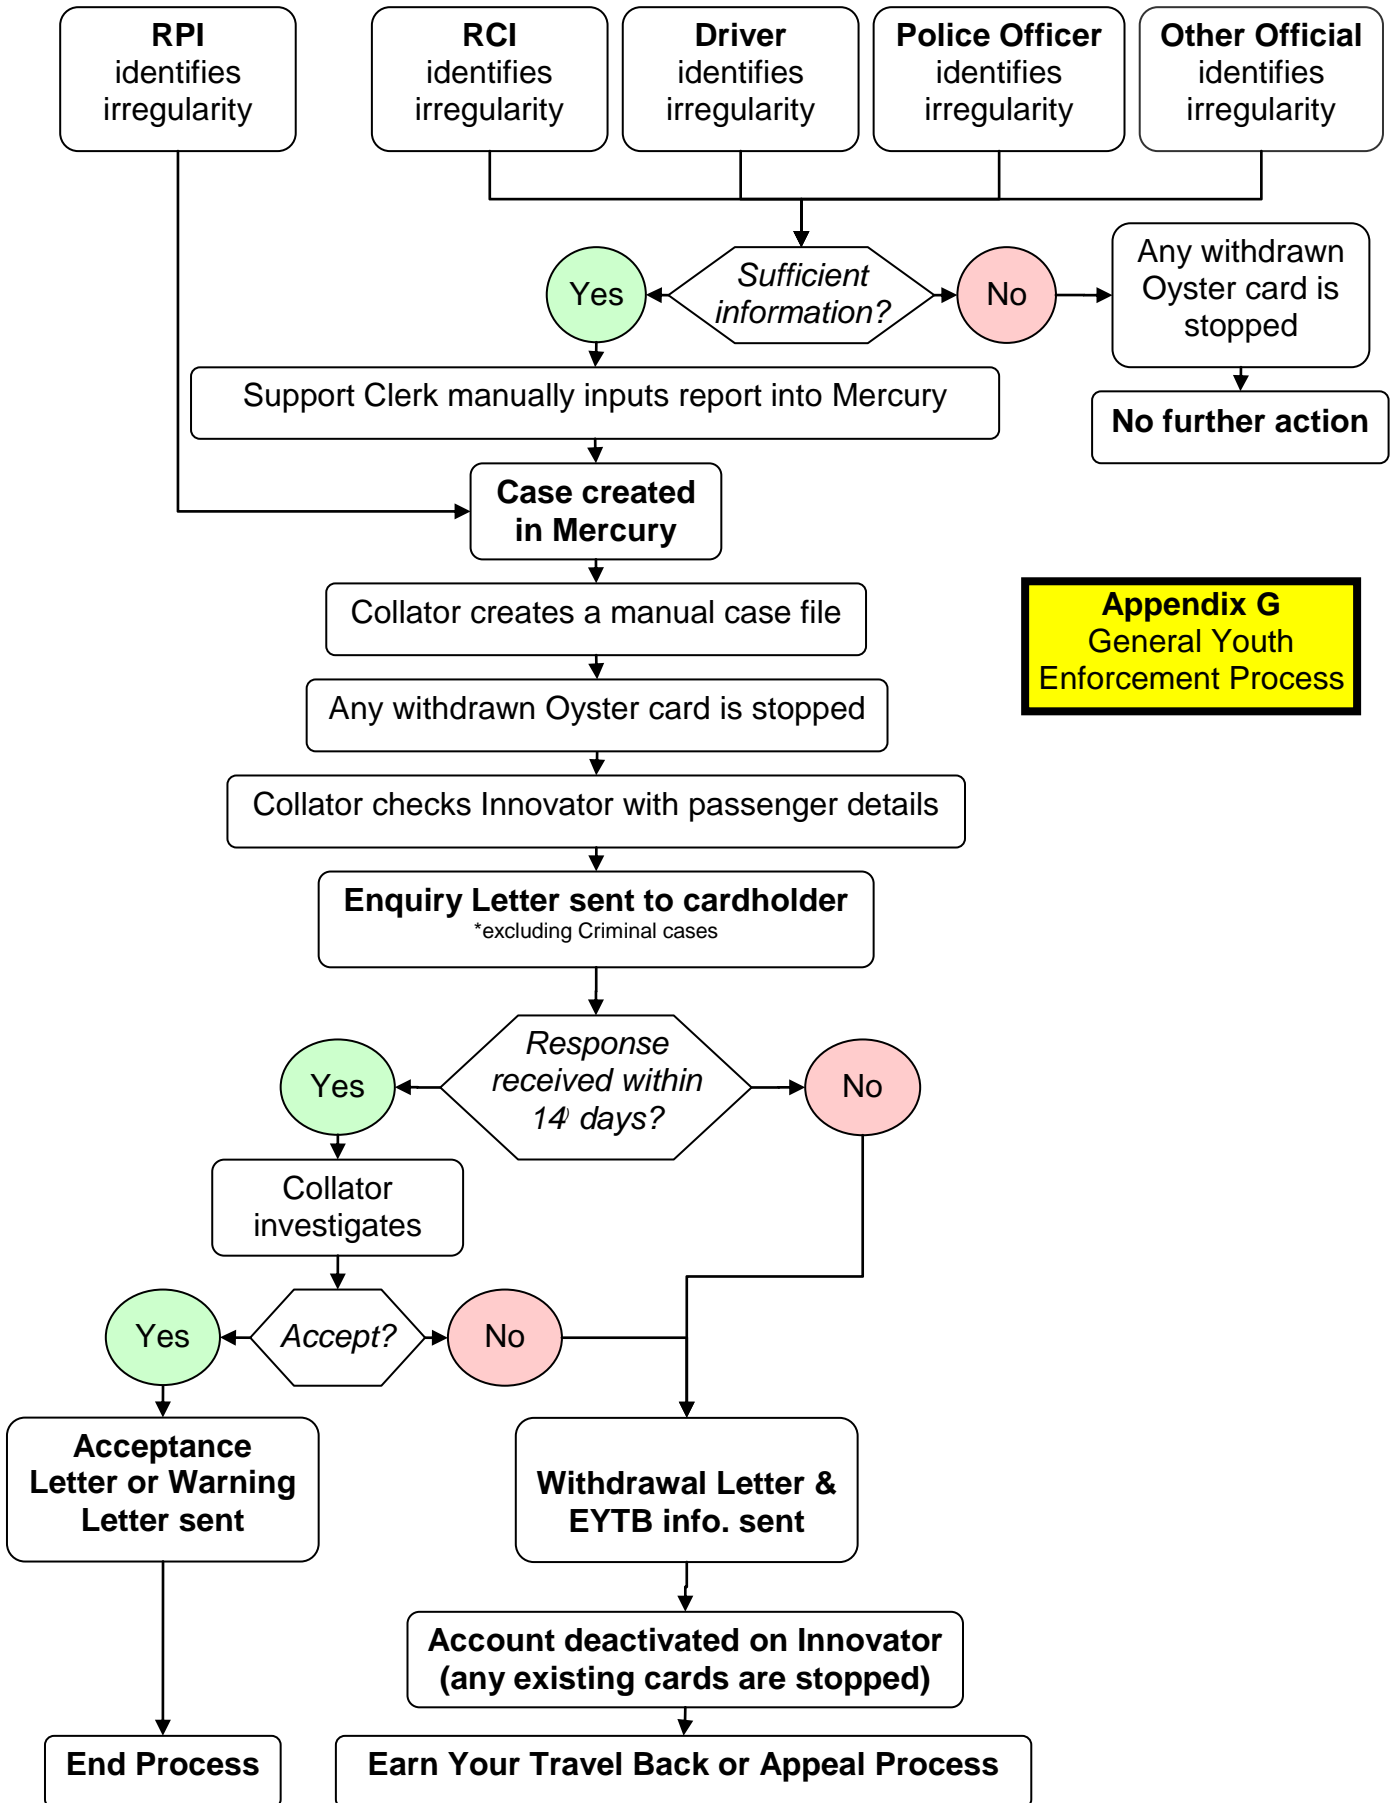 RPI
identifies
irregularity
RCI
identifies
irregularity
Driver
identifies
irregularity
Police Officer
identifies
irregularity
Other Official
identifies
irregularity
Yes
Sufficient
information?
No
Any withdrawn
Oyster card is
stopped
Support Clerk manually inputs report into Mercury
No further action
Case created
in Mercury
Collator creates a manual case file
Appendix G
General Youth
Enforcement Process
Any withdrawn Oyster card is stopped
Collator checks Innovator with passenger details
Enquiry Letter sent to cardholder
*excluding Criminal cases
Yes
Response
received within
14) days?
No
Collator
investigates
Yes
Accept?
No
Acceptance
Letter or Warning
Letter sent
Withdrawal Letter &
EYTB info. sent
Account deactivated on Innovator
(any existing cards are stopped)
End Process
Earn Your Travel Back or Appeal Process